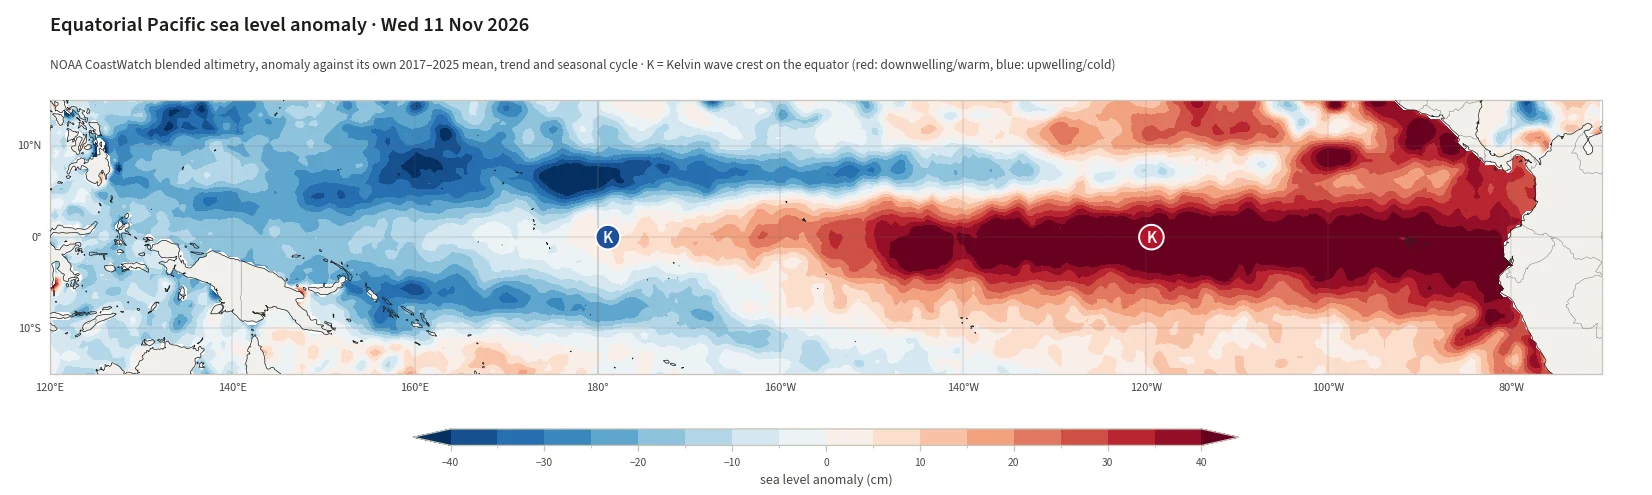 Equatorial Pacific sea level anomaly · Wed 11 Nov 2026
NOAA CoastWatch blended altimetry, anomaly against its own 2017–2025 mean, trend and seasonal cycle · K = Kelvin wave crest on the equator (red: downwelling/warm, blue: upwelling/cold)
10°N
0°
10°S
K
K
120°E 140°E 160°E 180° 160°W 140°W 120°W 100°W 80°W
−40 −30 −20 −10 0 10 20 30 40
sea level anomaly (cm)